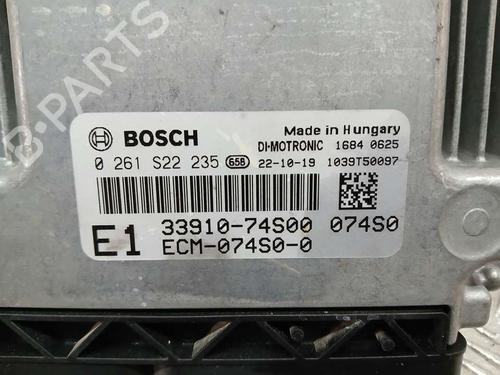 B-PARTS
BOSCH
Made in Hungary
DI-MOTRONIC 1684 0625
0 261 S22 235 65B 22-10-19 1039T50097
E1 33910-74S00 074S0
ECM-074S0-0